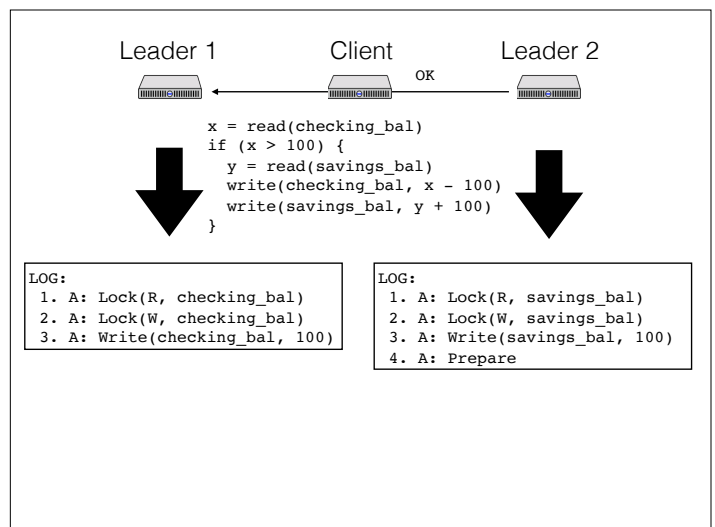 Leader 1
Client
Leader 2
OK
x = read(checking_bal)
if (x > 100) {
  y = read(savings_bal)
  write(checking_bal, x - 100)
  write(savings_bal, y + 100)
}
LOG:
1. A: Lock(R, checking_bal)
2. A: Lock(W, checking_bal)
3. A: Write(checking_bal, 100)
LOG:
1. A: Lock(R, savings_bal)
2. A: Lock(W, savings_bal)
3. A: Write(savings_bal, 100)
4. A: Prepare